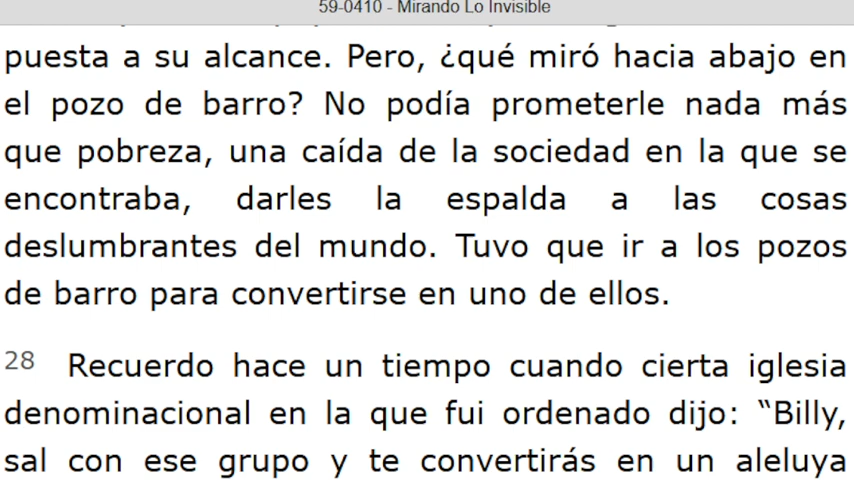 59-0410 - Mirando Lo Invisible
puesta a su alcance. Pero, ¿qué miró hacia abajo en
el pozo de barro? No podía prometerle nada más
que pobreza, una caída de la sociedad en la que se
encontraba, darles la espalda a las cosas
deslumbrantes del mundo. Tuvo que ir a los pozos
de barro para convertirse en uno de ellos.
28 Recuerdo hace un tiempo cuando cierta iglesia
denominacional en la que fui ordenado dijo: “Billy,
sal con ese grupo y te convertirás en un aleluya